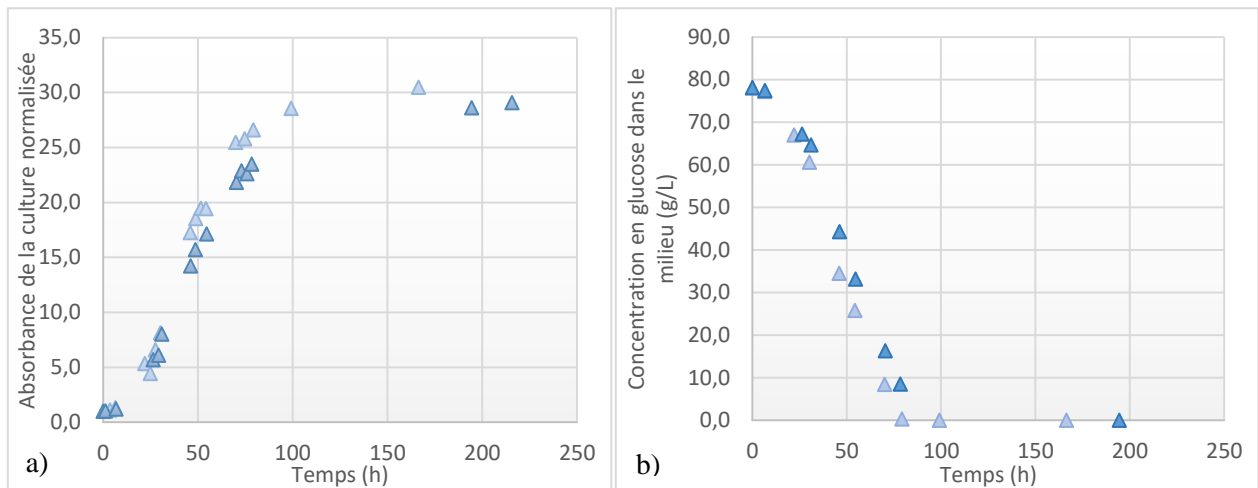 Absorbance de la culture normalisée
35,0
30,0
25,0
20,0
15,0
10,0
5,0
0,0
0 50 100 150 200 250
Temps (h)
a)
Concentration en glucose dans le
milieu (g/L)
90,0
80,0
70,0
60,0
50,0
40,0
30,0
20,0
10,0
0,0
0 50 100 150 200 250
Temps (h)
b)